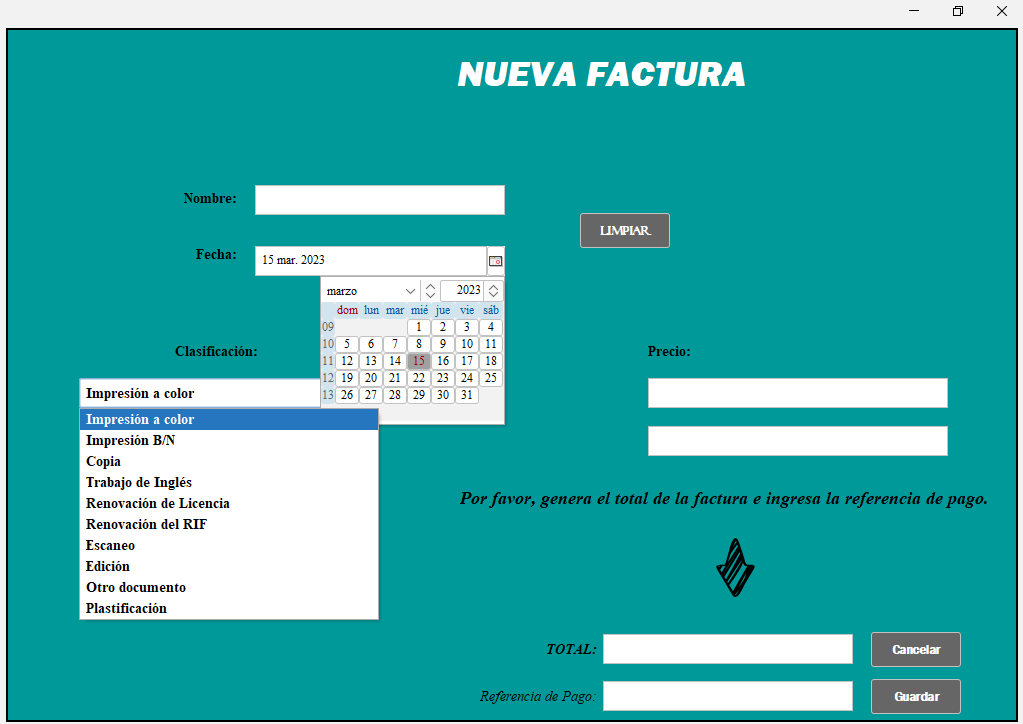 NUEVA FACTURA
Nombre:
LIMPIAR
Fecha:
15 mar. 2023
marzo 2023
dom lun mar mié jue vie sáb
09 1 2 3 4
10 5 6 7 8 9 10 11
11 12 13 14 15 16 17 18
12 19 20 21 22 23 24 25
13 26 27 28 29 30 31
Clasificación:
Precio:
Impresión a color
Impresión a color
Impresión B/N
Copia
Trabajo de Inglés
Renovación de Licencia
Renovación del RIF
Escaneo
Edición
Otro documento
Plastificación
Por favor, genera el total de la factura e ingresa la referencia de pago.
TOTAL:
Cancelar
Referencia de Pago:
Guardar